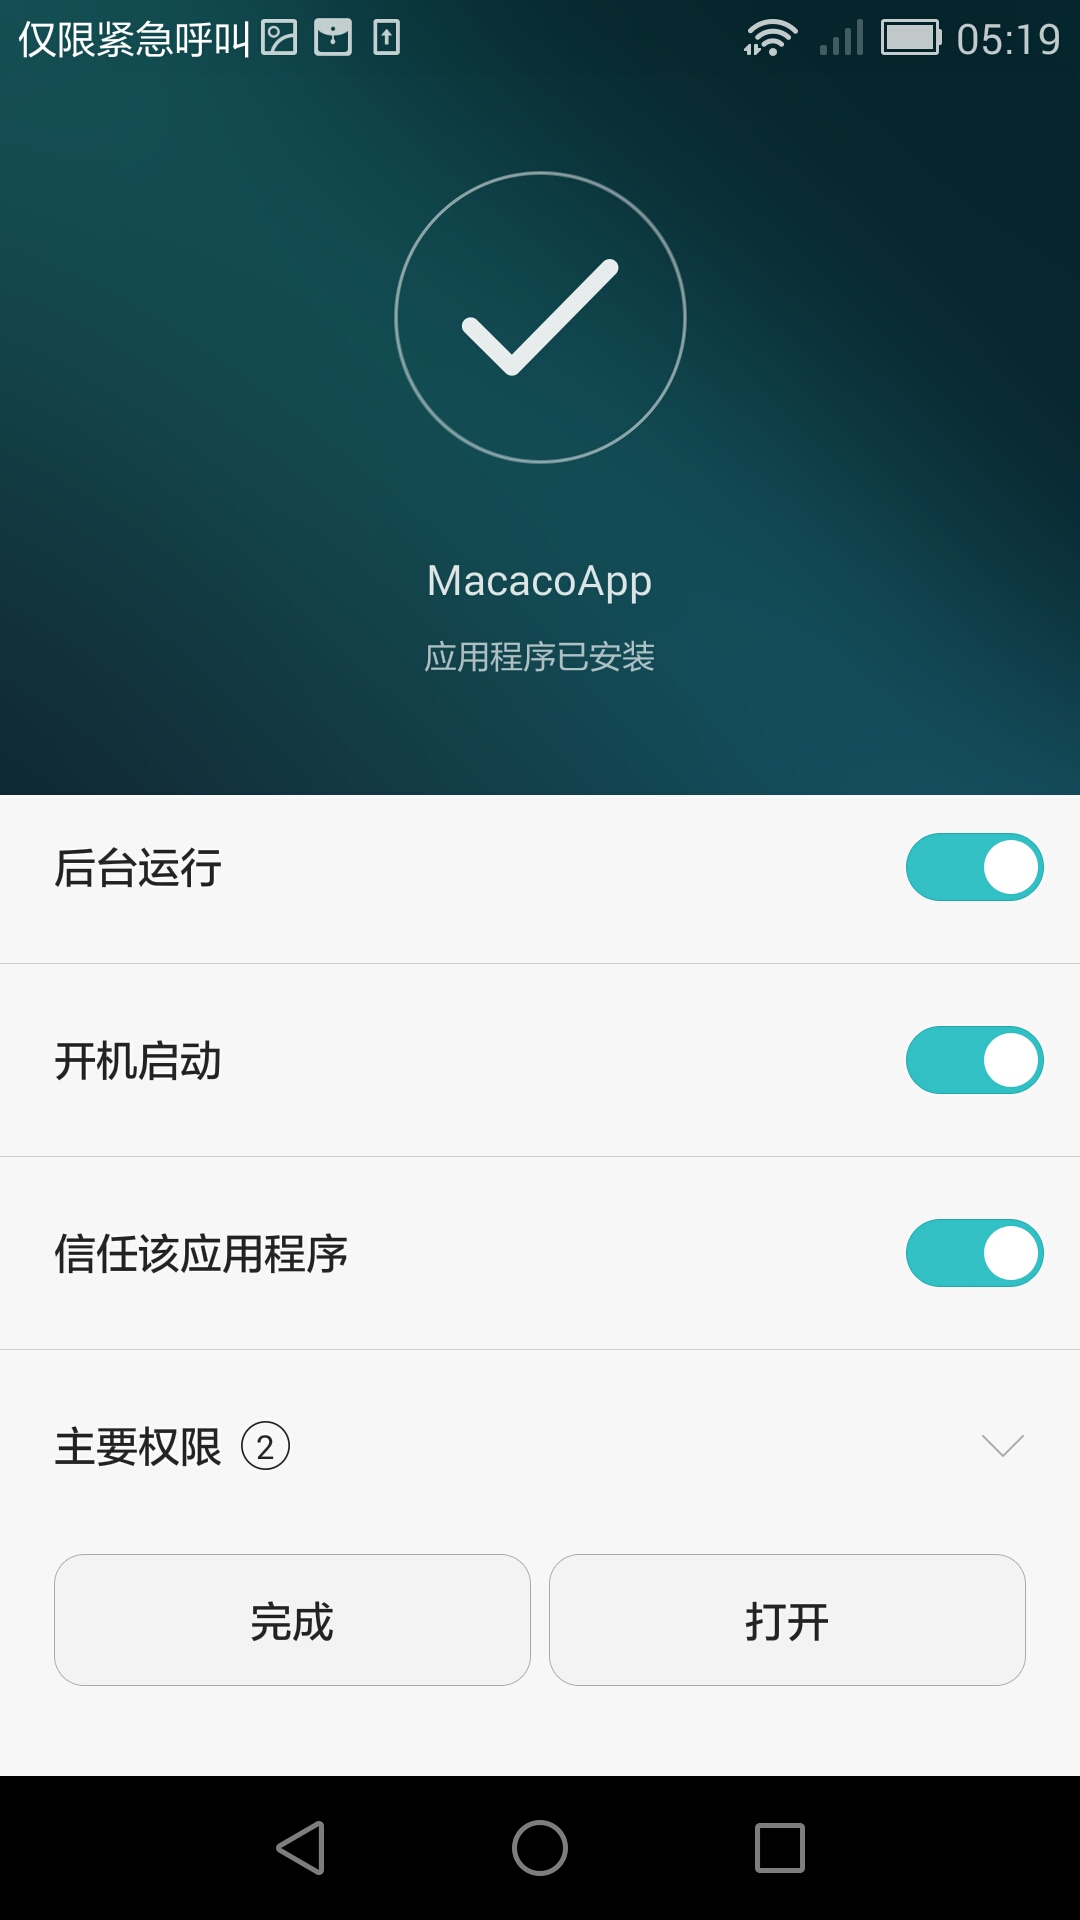 仅限紧急呼叫 05:19
MacacoApp
应用程序已安装
后台运行
开机启动
信任该应用程序
主要权限 2
完成 打开